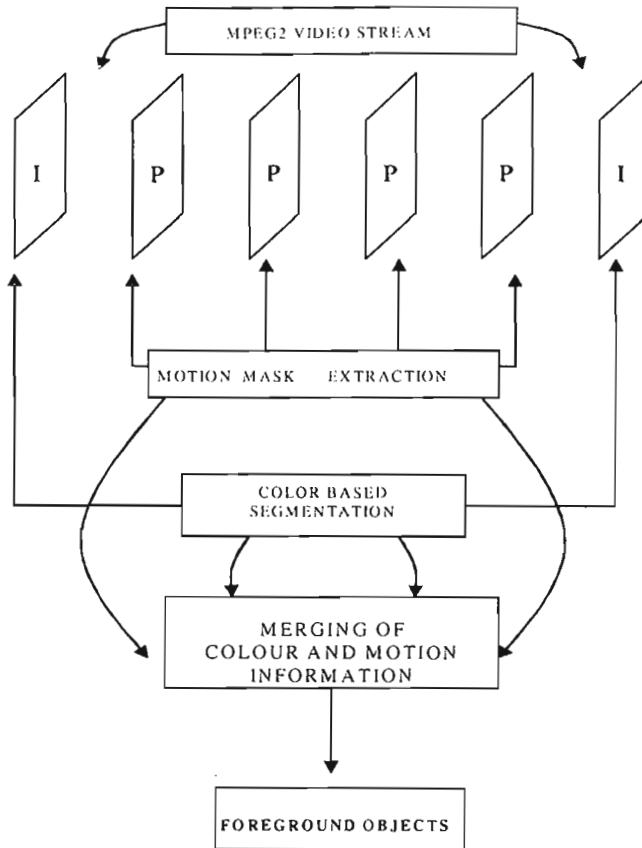 MPEG2 VIDEO STREAM
I P P P P I
MOTION MASK EXTRACTION
COLOR BASED
SEGMENTATION
MERGING OF
COLOUR AND MOTION
INFORMATION
FOREGROUND OBJECTS